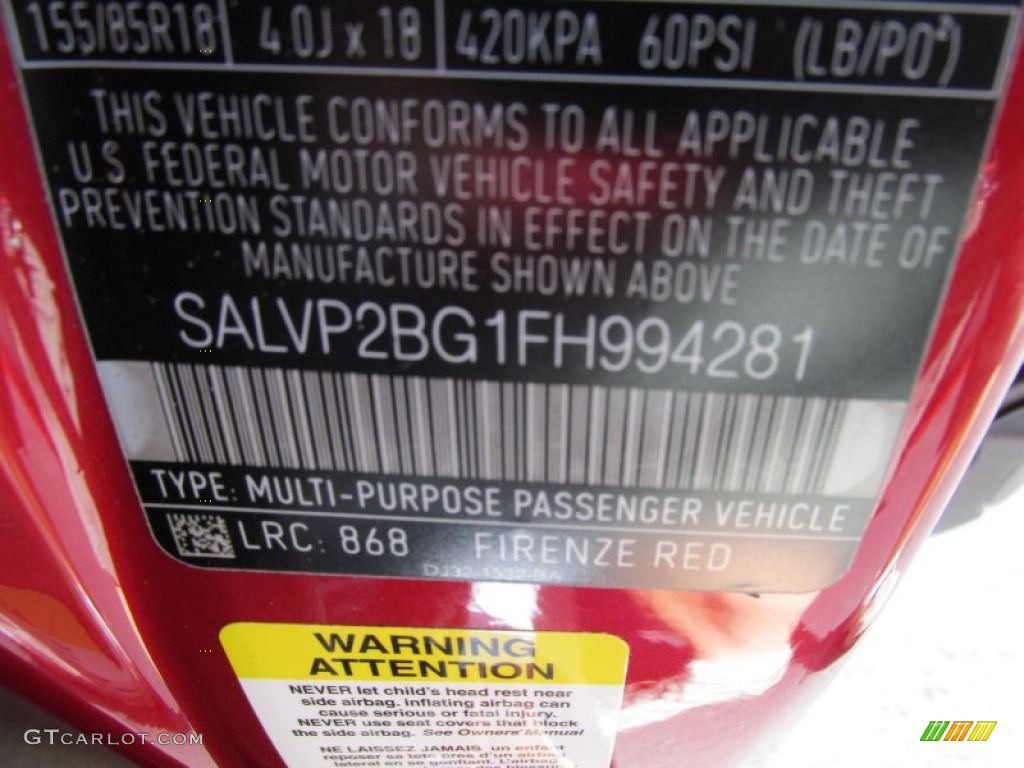 155/85R18 4.0J x 18 420KPA 60PSI (LB/PO²)
THIS VEHICLE CONFORMS TO ALL APPLICABLE
U.S. FEDERAL MOTOR VEHICLE SAFETY AND THEFT
PREVENTION STANDARDS IN EFFECT ON THE DATE OF
MANUFACTURE SHOWN ABOVE
SALVP2BG1FH994281
TYPE: MULTI-PURPOSE PASSENGER VEHICLE
LRC: 868 FIRENZE RED
WARNING
ATTENTION
NEVER let child's head rest near
side airbag. inflating airbag can
cause serious or fatal injury.
NEVER use seat covers that block
the side airbag. See Owners' Manual
NE LAISSEZ JAMAIS un enfant
reposer sa tete
GTCarlot.com